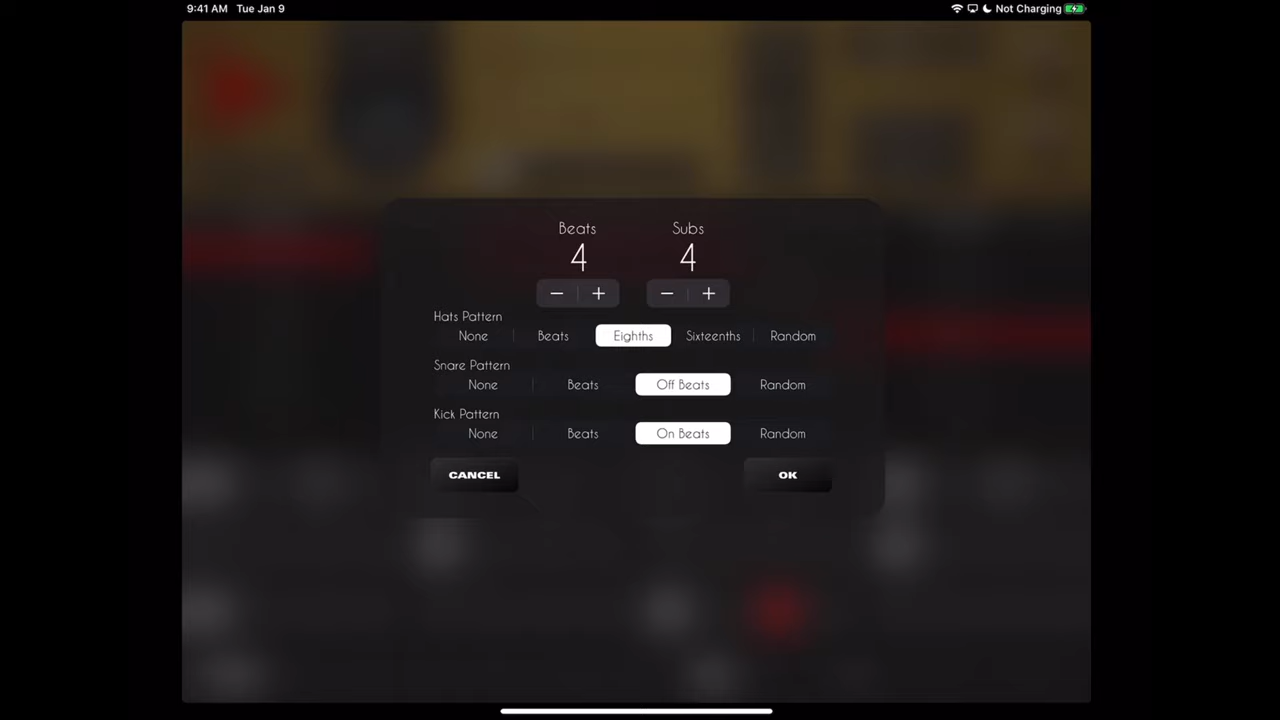 9:41 AM Tue Jan 9
Not Charging
Beats Subs
4 4
− + − +
Hats Pattern
None Beats Eighths Sixteenths Random
Snare Pattern
None Beats Off Beats Random
Kick Pattern
None Beats On Beats Random
CANCEL OK